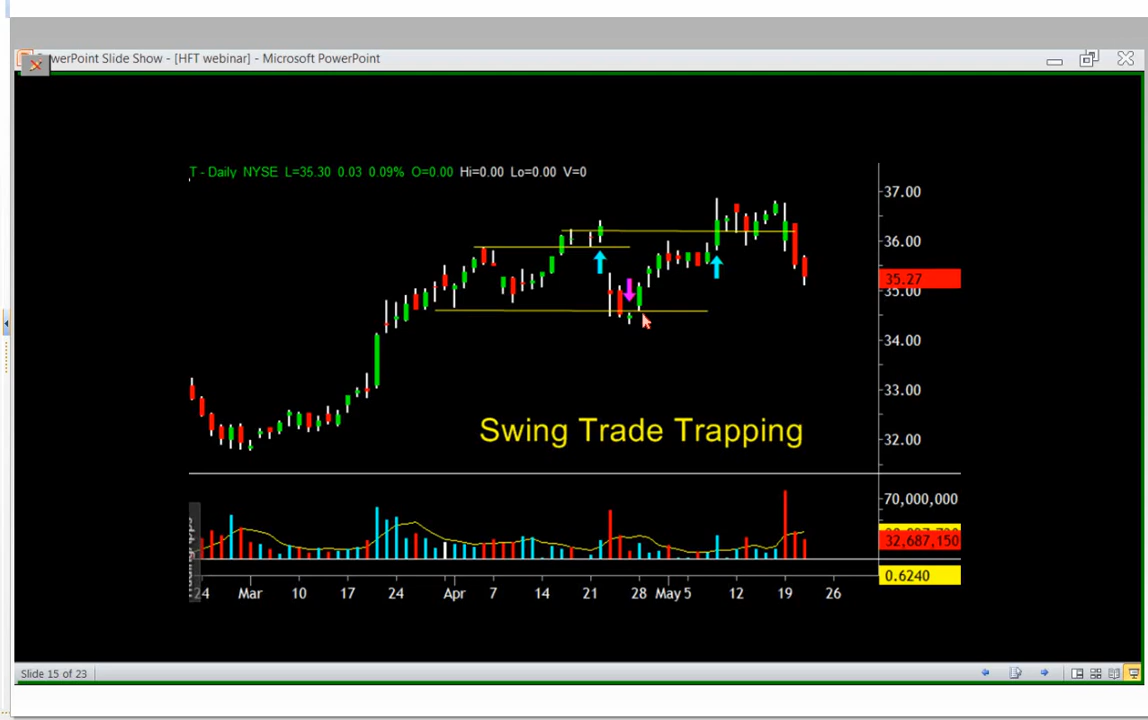 werPoint Slide Show - [HFT webinar] - Microsoft PowerPoint
T - Daily NYSE L=35.30 0.03 0.09% O=0.00 Hi=0.00 Lo=0.00 V=0
37.00
36.00
35.27
35.00
34.00
33.00
32.00
Swing Trade Trapping
70,000,000
32,687,150
0.6240
24 Mar 10 17 24 Apr 7 14 21 28 May 5 12 19 26
Slide 15 of 23